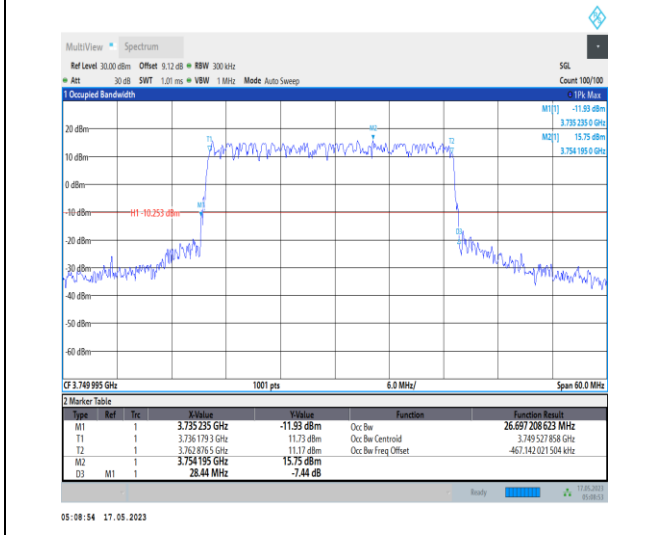 MultiView Spectrum
Ref Level 30.00 dBm Offset 9.12 dB RBW 300 kHz SGL
Att 30 dB SWT 1.01 ms VBW 1 MHz Mode Auto Sweep Count 100/100
1 Occupied Bandwidth 1Pk Max
M1[1] -11.93 dBm
3.735 235 0 GHz
M2[1] 15.75 dBm
3.754 195 0 GHz
20 dBm
T1
M2
T2
10 dBm
0 dBm
M1
-10 dBm
H1 -10.253 dBm
D3
-20 dBm
-30 dBm
-40 dBm
-50 dBm
-60 dBm
CF 3.749 995 GHz 1001 pts 6.0 MHz/ Span 60.0 MHz
2 Marker Table
Type Ref Trc X-Value Y-Value Function Function Result
M1 1 3.735 235 GHz -11.93 dBm Occ Bw 26.697 208 623 MHz
T1 1 3.736 179 3 GHz 11.73 dBm Occ Bw Centroid 3.749 527 858 GHz
T2 1 3.762 876 5 GHz 11.17 dBm Occ Bw Freq Offset -467.142 021 504 kHz
M2 1 3.754 195 GHz 15.75 dBm
D3 M1 1 28.44 MHz -7.44 dB
Ready 17.05.2023
05:08:53
05:08:54 17.05.2023